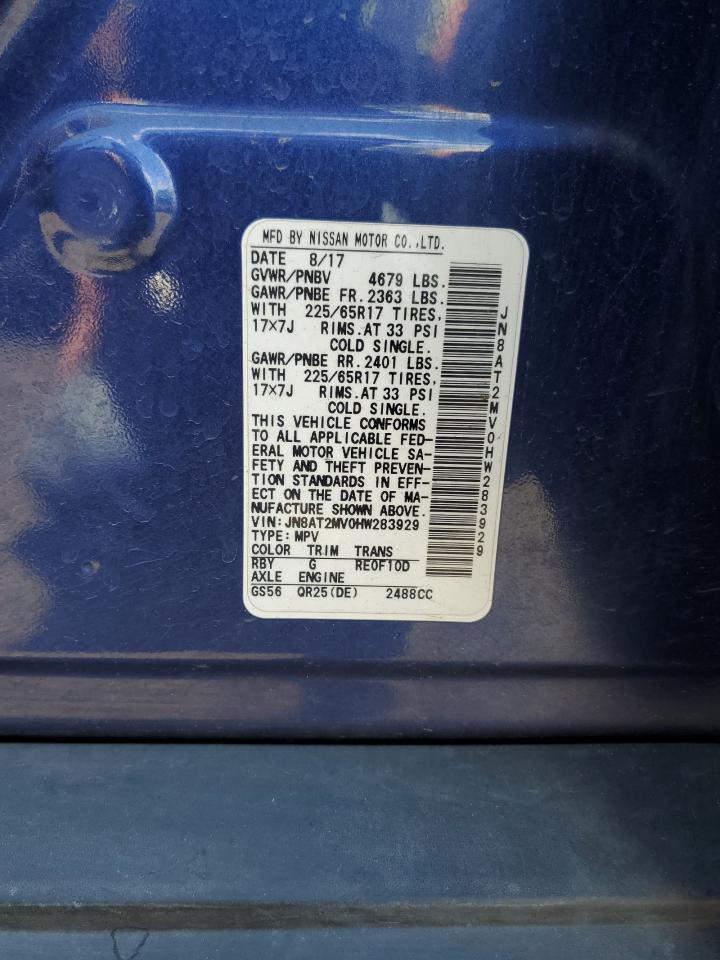 MFD BY NISSAN MOTOR CO.,LTD.
DATE 8/17
GVWR/PNBV 4679 LBS.
GAWR/PNBE FR. 2363 LBS.
WITH 225/65R17 TIRES,
17×7J RIMS. AT 33 PSI
COLD SINGLE.
GAWR/PNBE RR. 2401 LBS.
WITH 225/65R17 TIRES,
17×7J RIMS. AT 33 PSI
COLD SINGLE.
THIS VEHICLE CONFORMS
TO ALL APPLICABLE FED-
ERAL MOTOR VEHICLE SA-
FETY AND THEFT PREVEN-
TION STANDARDS IN EFF-
ECT ON THE DATE OF MA-
NUFACTURE SHOWN ABOVE.
VIN: JN8AT2MV0HW283929
TYPE: MPV
COLOR TRIM TRANS
RBY G RE0F10D
AXLE ENGINE
GS56 QR25(DE) 2488CC
JN8AT2MV0HW283929